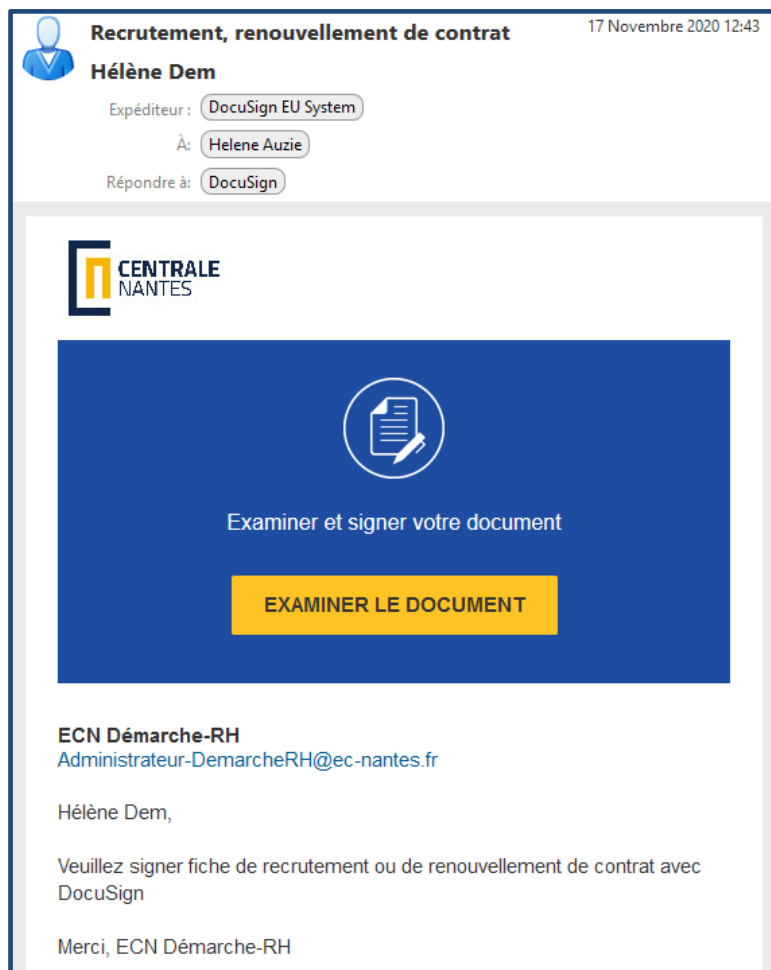 Recrutement, renouvellement de contrat
17 Novembre 2020 12:43
Hélène Dem
Expéditeur : DocuSign EU System
À: Helene Auzie
Répondre à: DocuSign
CENTRALE
NANTES
Examiner et signer votre document
EXAMINER LE DOCUMENT
ECN Démarche-RH
Administrateur-DemarcheRH@ec-nantes.fr
Hélène Dem,
Veuillez signer fiche de recrutement ou de renouvellement de contrat avec
DocuSign
Merci, ECN Démarche-RH